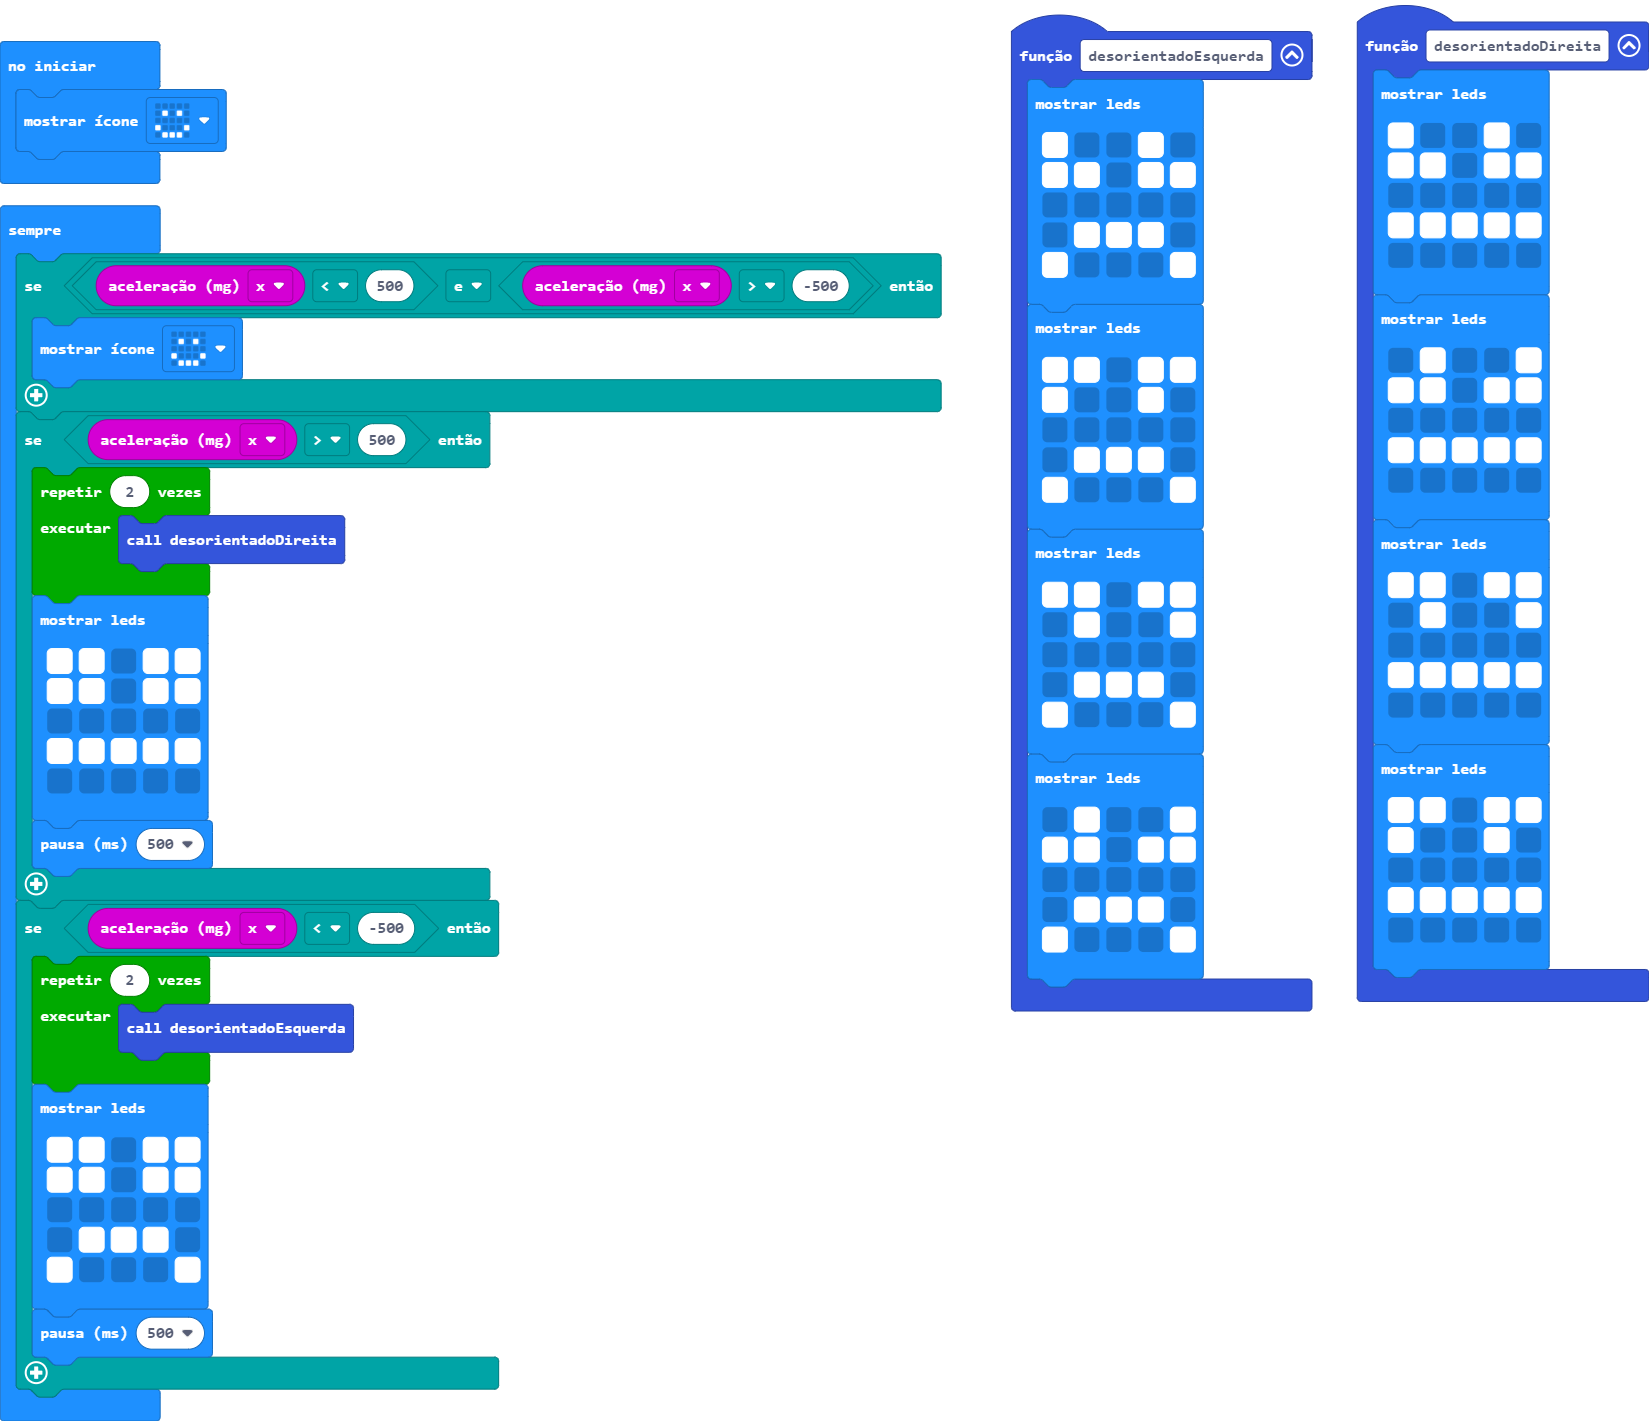 no iniciar
mostrar ícone
sempre
se aceleração (mg) x < 500 e aceleração (mg) x > -500 então
mostrar ícone
se aceleração (mg) x > 500 então
repetir 2 vezes
executar call desorientadoDireita
mostrar leds
pausa (ms) 500
se aceleração (mg) x < -500 então
repetir 2 vezes
executar call desorientadoEsquerda
mostrar leds
pausa (ms) 500
função desorientadoEsquerda
mostrar leds
mostrar leds
mostrar leds
mostrar leds
função desorientadoDireita
mostrar leds
mostrar leds
mostrar leds
mostrar leds